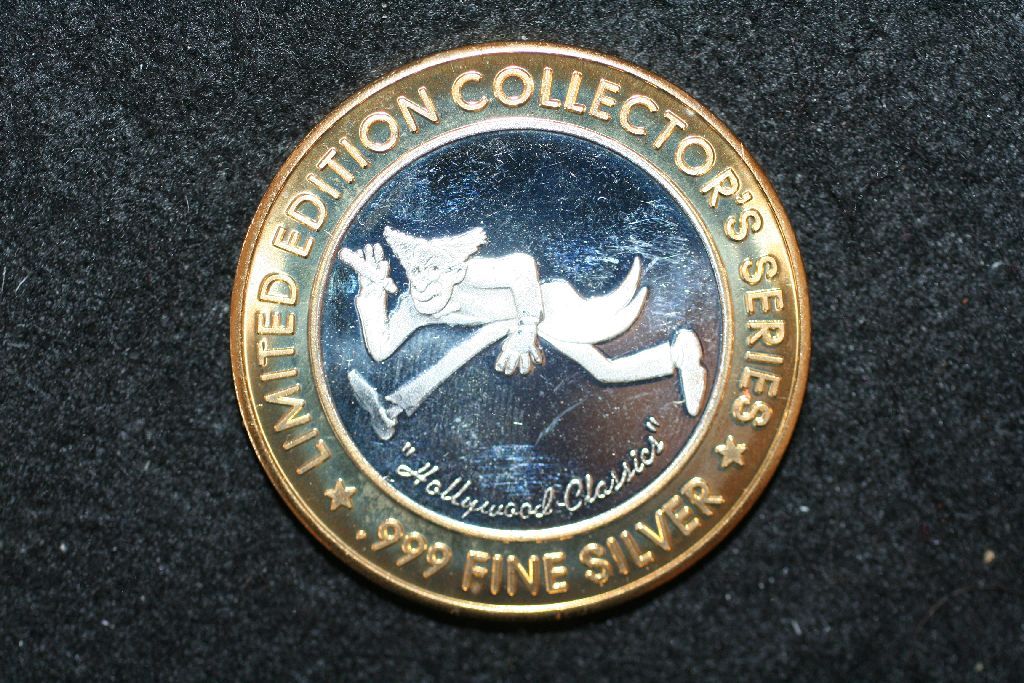 LIMITED EDITION COLLECTOR'S SERIES
"Hollywood-Classics"
.999 FINE SILVER